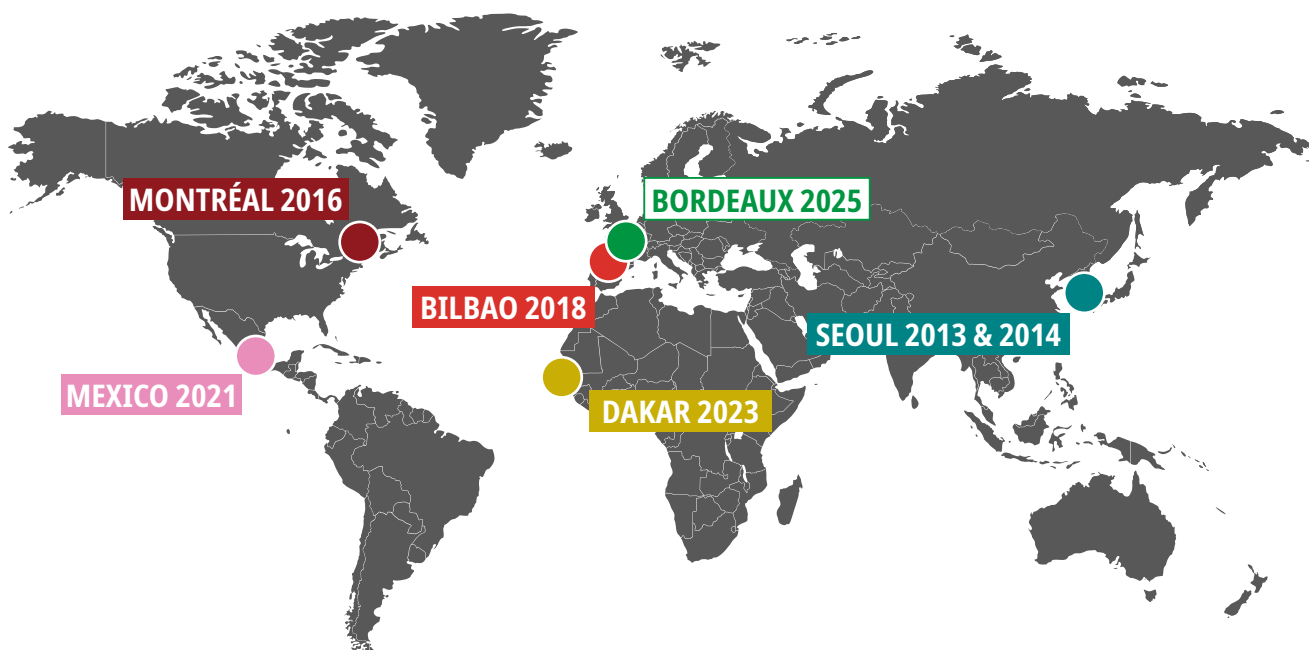 MONTRÉAL 2016
BORDEAUX 2025
BILBAO 2018
SEOUL 2013 & 2014
MEXICO 2021
DAKAR 2023